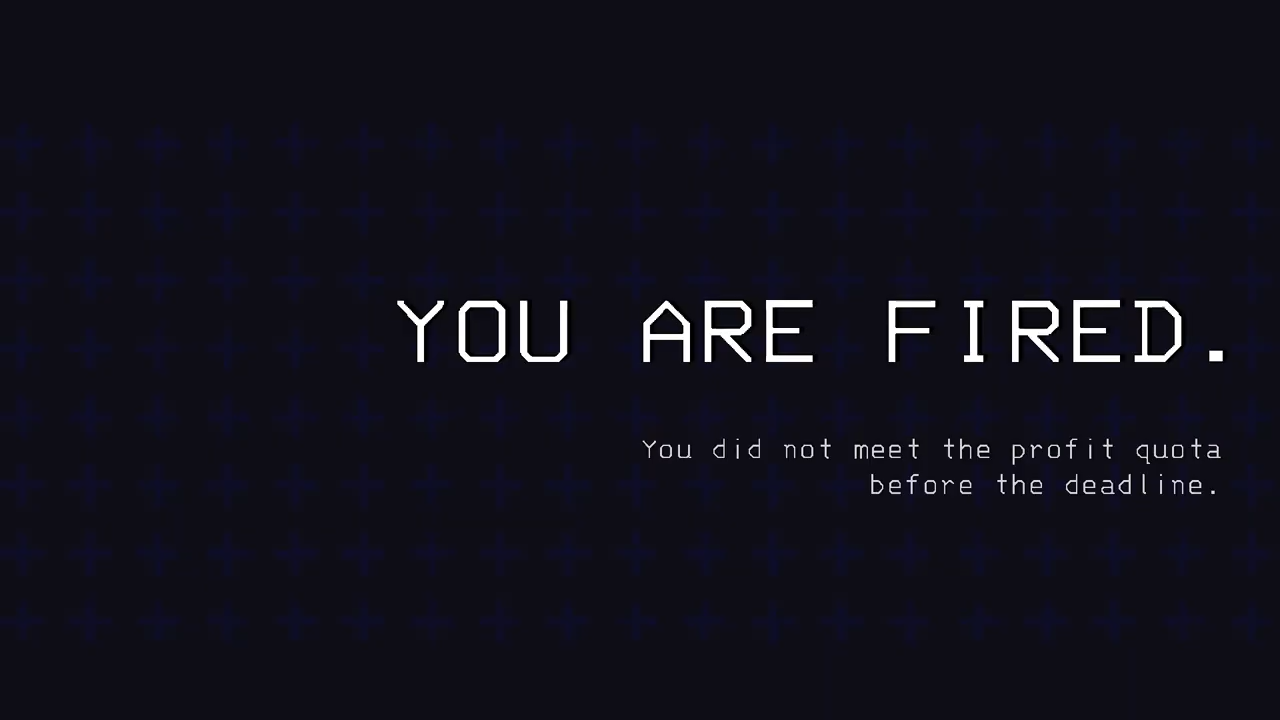 YOU ARE FIRED.
You did not meet the profit quota
before the deadline.